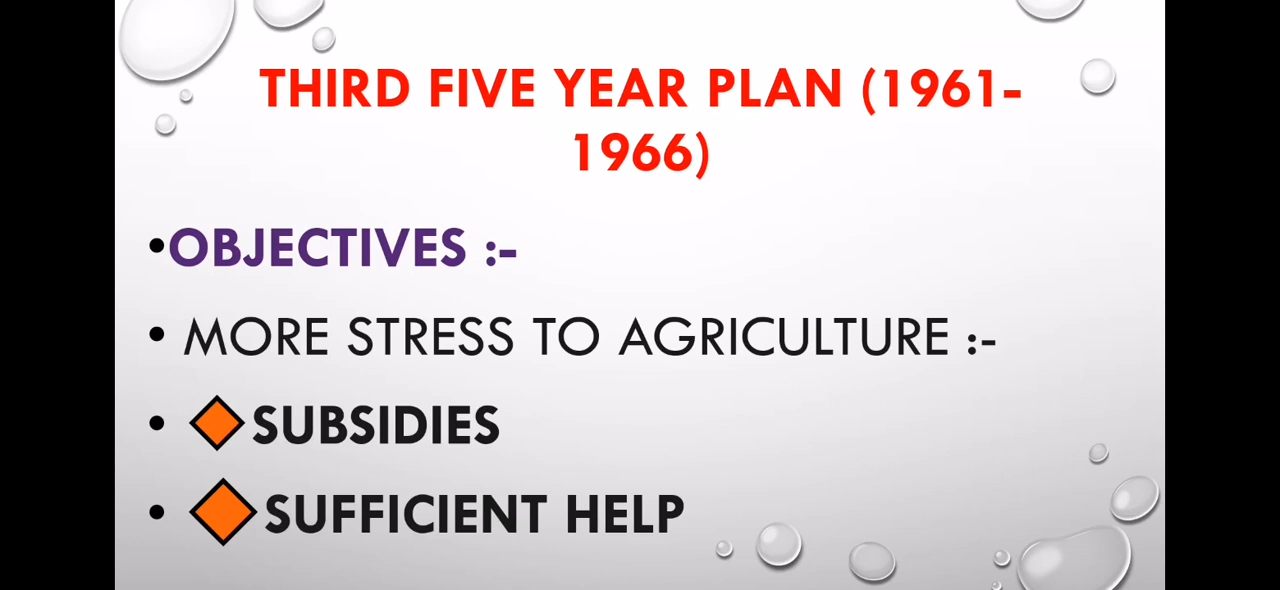 THIRD FIVE YEAR PLAN (1961-
1966)
•OBJECTIVES :-
• MORE STRESS TO AGRICULTURE :-
• 🔶SUBSIDIES
• 🔶SUFFICIENT HELP